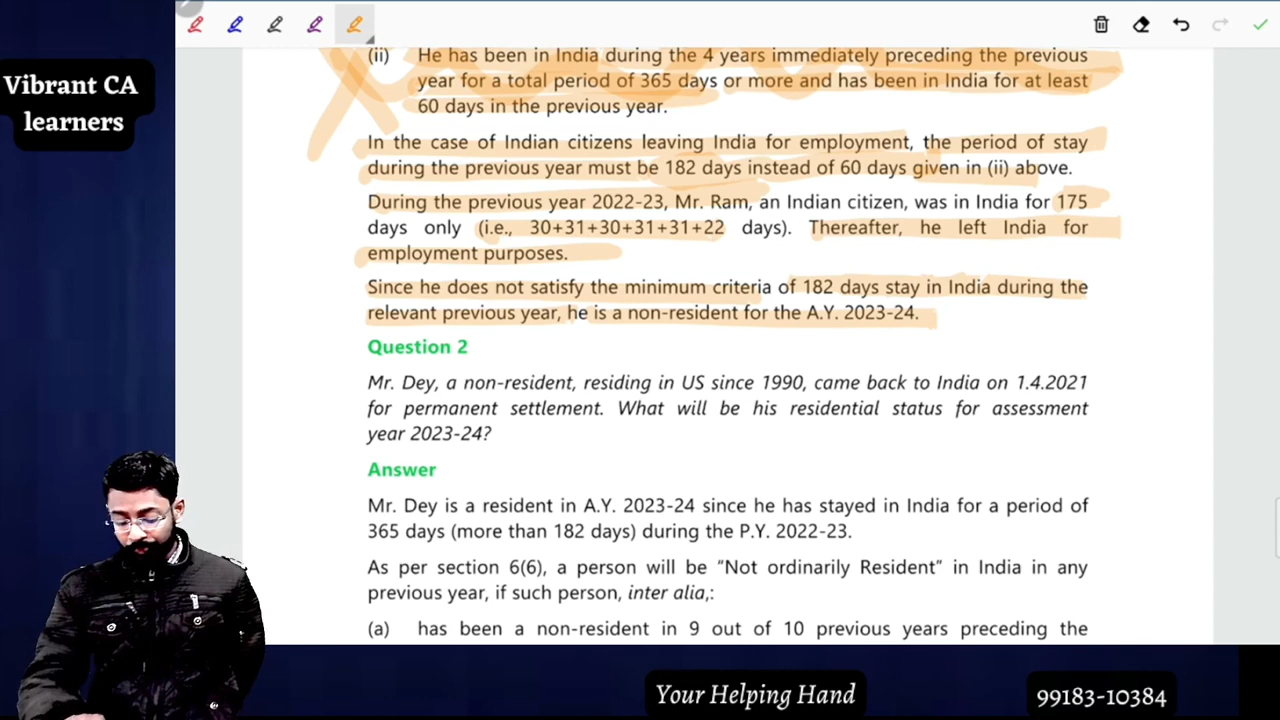 Vibrant CA
learners
(ii) He has been in India during the 4 years immediately preceding the previous
year for a total period of 365 days or more and has been in India for at least
60 days in the previous year.
In the case of Indian citizens leaving India for employment, the period of stay
during the previous year must be 182 days instead of 60 days given in (ii) above.
During the previous year 2022-23, Mr. Ram, an Indian citizen, was in India for 175
days only (i.e., 30+31+30+31+31+22 days). Thereafter, he left India for
employment purposes.
Since he does not satisfy the minimum criteria of 182 days stay in India during the
relevant previous year, he is a non-resident for the A.Y. 2023-24.
Question 2
Mr. Dey, a non-resident, residing in US since 1990, came back to India on 1.4.2021
for permanent settlement. What will be his residential status for assessment
year 2023-24?
Answer
Mr. Dey is a resident in A.Y. 2023-24 since he has stayed in India for a period of
365 days (more than 182 days) during the P.Y. 2022-23.
As per section 6(6), a person will be “Not ordinarily Resident” in India in any
previous year, if such person, inter alia,:
(a) has been a non-resident in 9 out of 10 previous years preceding the
Your Helping Hand
99183-10384